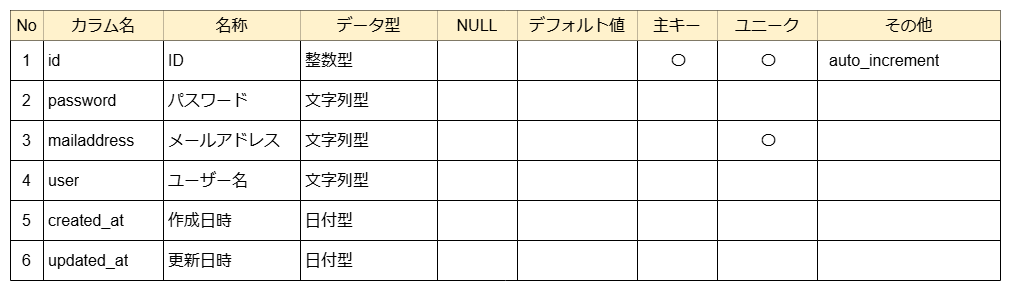 No カラム名 名称 データ型 NULL デフォルト値 主キー ユニーク その他
1 id ID 整数型 〇 〇 auto_increment
2 password パスワード 文字列型
3 mailaddress メールアドレス 文字列型 〇
4 user ユーザー名 文字列型
5 created_at 作成日時 日付型
6 updated_at 更新日時 日付型